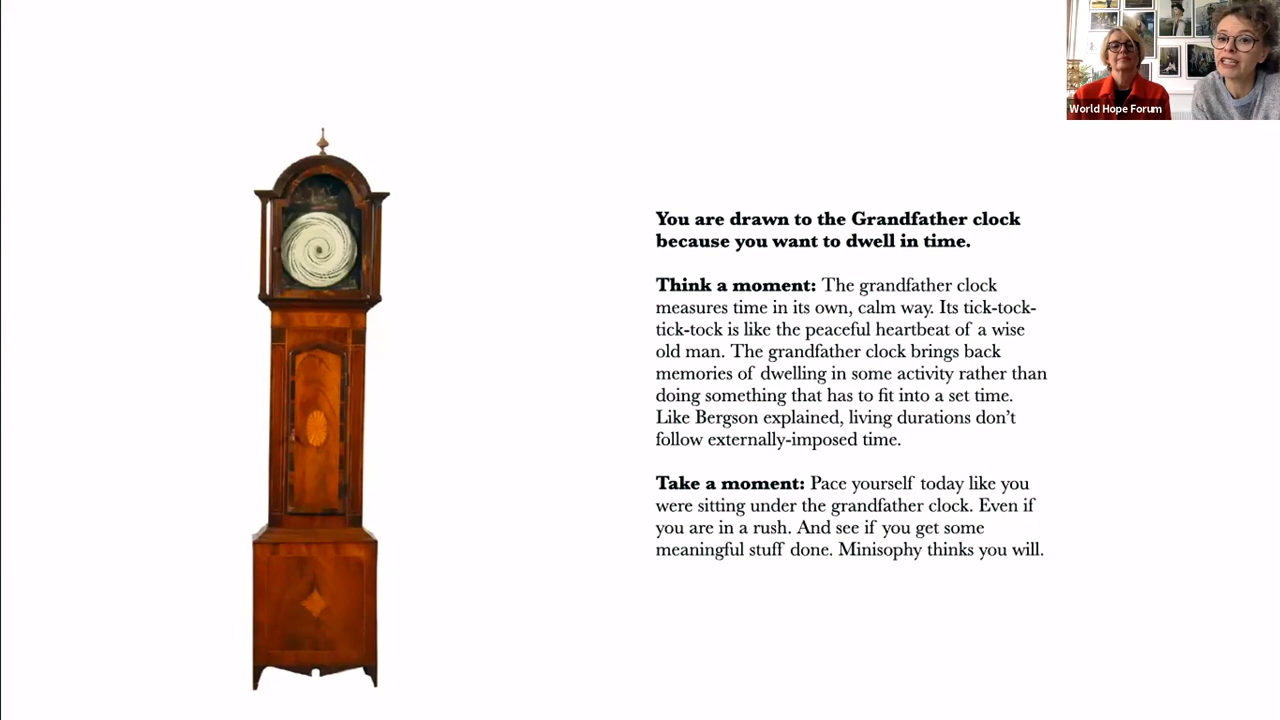 World Hope Forum
You are drawn to the Grandfather clock
because you want to dwell in time.
Think a moment: The grandfather clock
measures time in its own, calm way. Its tick-tock-
tick-tock is like the peaceful heartbeat of a wise
old man. The grandfather clock brings back
memories of dwelling in some activity rather than
doing something that has to fit into a set time.
Like Bergson explained, living durations don’t
follow externally-imposed time.
Take a moment: Pace yourself today like you
were sitting under the grandfather clock. Even if
you are in a rush. And see if you get some
meaningful stuff done. Minisophy thinks you will.